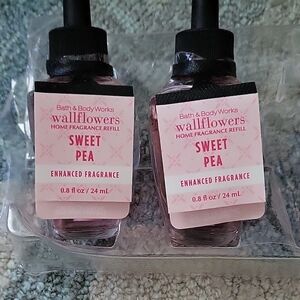 Bath & Body Works
wallflowers
HOME FRAGRANCE REFILL
SWEET
PEA
ENHANCED FRAGRANCE
0.8 fl oz / 24 mL
Bath & Body Works
wallflowers
HOME FRAGRANCE REFILL
SWEET
PEA
ENHANCED FRAGRANCE
0.8 fl oz / 24 mL